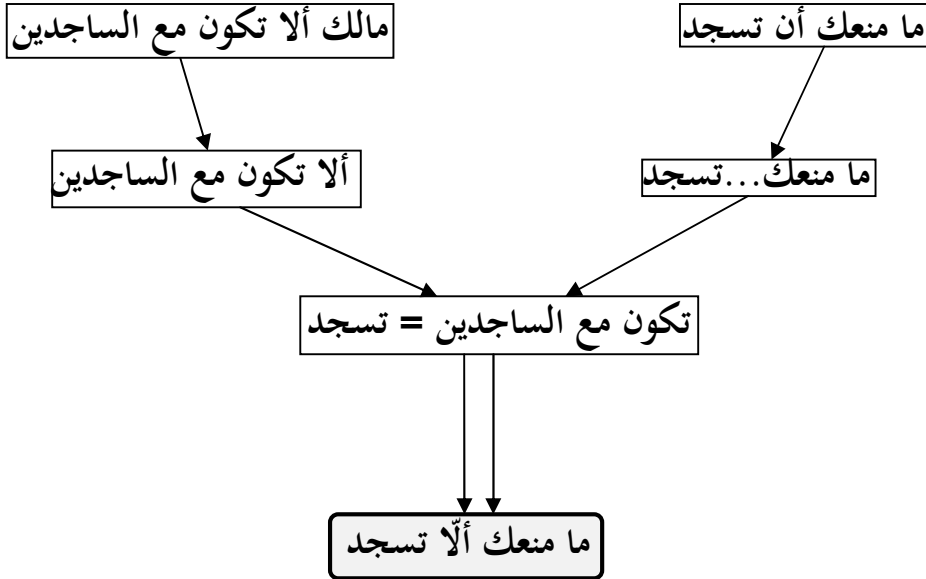 ما منعك أن تسجد
مالك ألا تكون مع الساجدين
ما منعك...تسجد
ألا تكون مع الساجدين
تكون مع الساجدين = تسجد
ما منعك ألّا تسجد